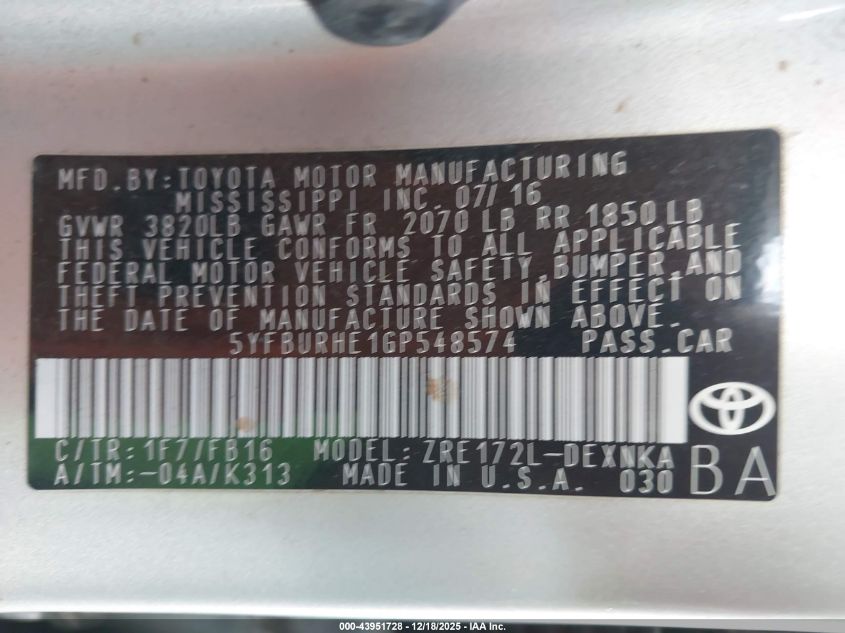 MFD.BY:TOYOTA MOTOR MANUFACTURING
MISSISSIPPI INC. 07/16
GVWR 3820LB GAWR FR 2070 LB RR 1850 LB
THIS VEHICLE CONFORMS TO ALL APPLICABLE
FEDERAL MOTOR VEHICLE SAFETY,BUMPER,AND
THEFT PREVENTION STANDARDS IN EFFECT ON
THE DATE OF MANUFACTURE SHOWN ABOVE.
5YFBURHE1GP548574 PASS.CAR
C/TR:1F7/FB16 MODEL:ZRE172L-DEXNKA
A/TM:-04A/K313 MADE IN U.S.A. 030
BA
000-43951728 - 12/18/2025 - IAA Inc.